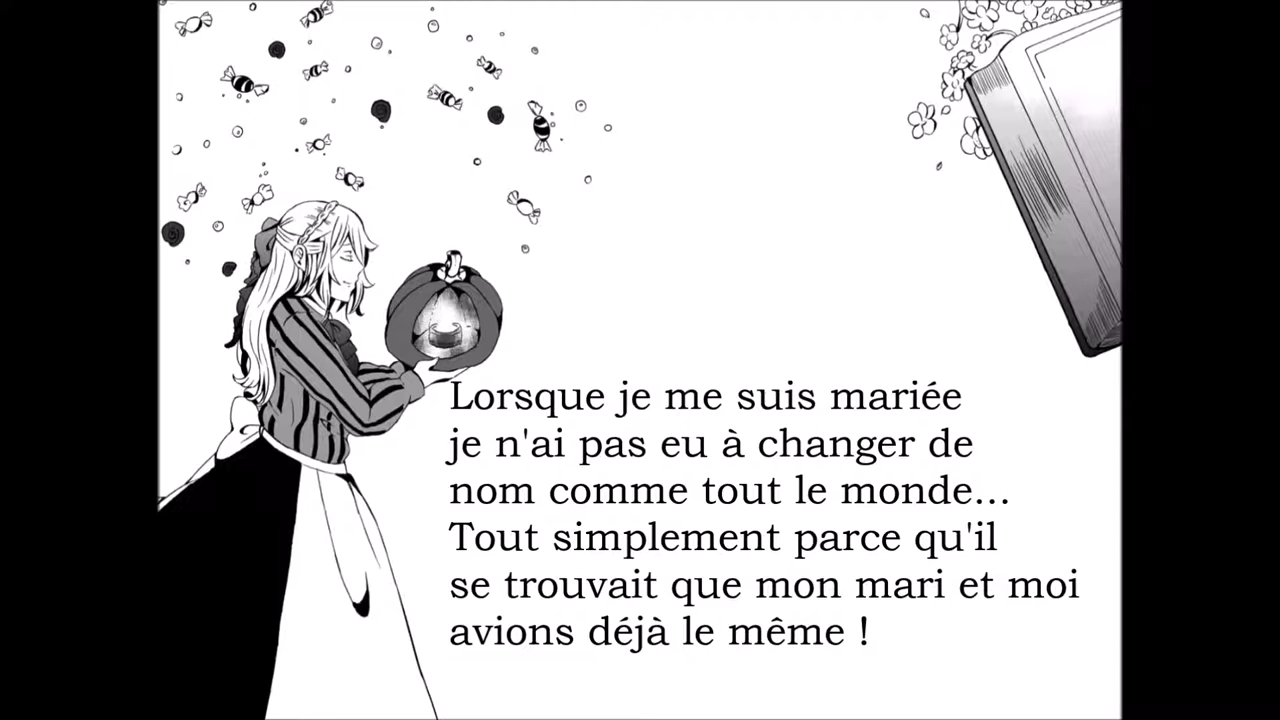 Lorsque je me suis mariée
je n'ai pas eu à changer de
nom comme tout le monde...
Tout simplement parce qu'il
se trouvait que mon mari et moi
avions déjà le même !